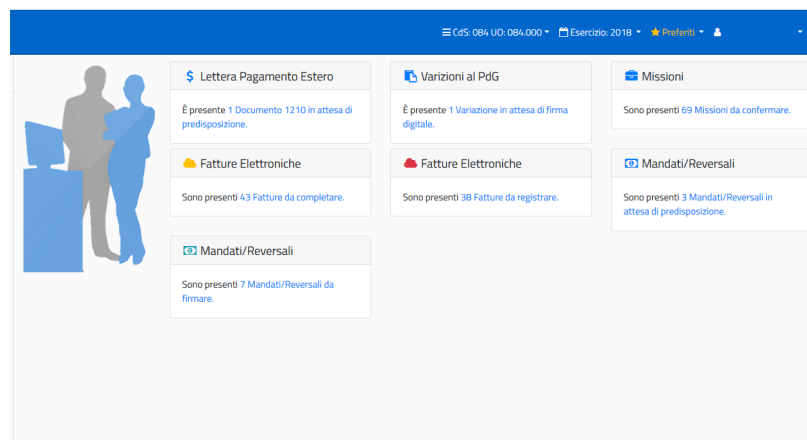 CdS: 084 UO: 084.000 Esercizio: 2018 Preferiti
Lettera Pagamento Estero
È presente 1 Documento 1210 in attesa di
predisposizione.
Varizioni al PdG
È presente 1 Variazione in attesa di firma
digitale.
Missioni
Sono presenti 69 Missioni da confermare.
Fatture Elettroniche
Sono presenti 43 Fatture da completare.
Fatture Elettroniche
Sono presenti 38 Fatture da registrare.
Mandati/Reversali
Sono presenti 3 Mandati/Reversali in
attesa di predisposizione.
Mandati/Reversali
Sono presenti 7 Mandati/Reversali da
firmare.